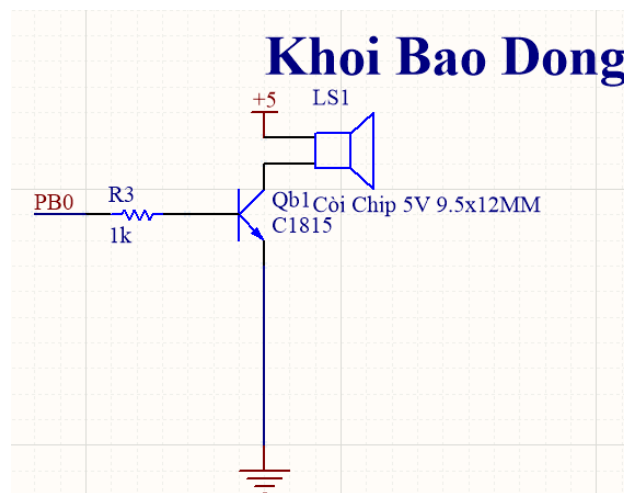 Khoi Bao Dong
+5
LS1
PB0
R3
1k
Qb1
Còi Chip 5V 9.5x12MM
C1815